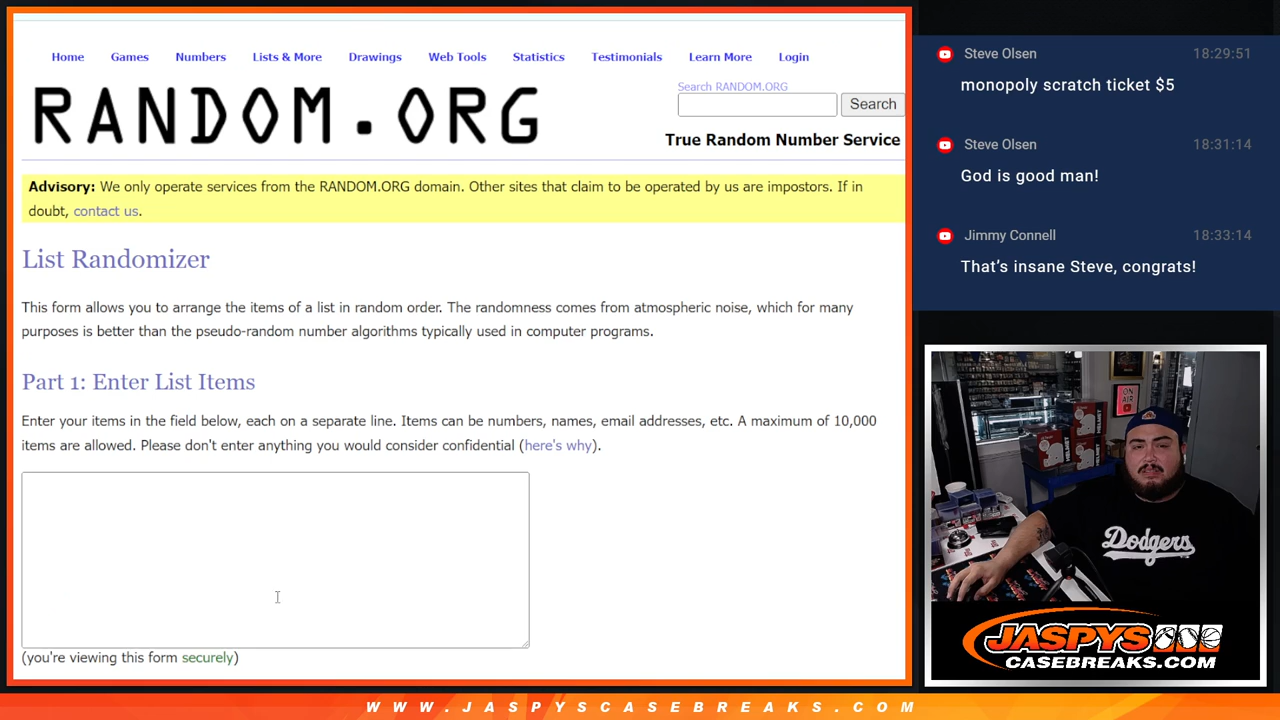 Home Games Numbers Lists & More Drawings Web Tools Statistics Testimonials Learn More Login
RANDOM.ORG
Search RANDOM.ORG
Search
True Random Number Service
Advisory: We only operate services from the RANDOM.ORG domain. Other sites that claim to be operated by us are impostors. If in
doubt, contact us.
List Randomizer
This form allows you to arrange the items of a list in random order. The randomness comes from atmospheric noise, which for many
purposes is better than the pseudo-random number algorithms typically used in computer programs.
Part 1: Enter List Items
Enter your items in the field below, each on a separate line. Items can be numbers, names, email addresses, etc. A maximum of 10,000
items are allowed. Please don't enter anything you would consider confidential (here's why).
(you're viewing this form securely)
Steve Olsen 18:29:51
monopoly scratch ticket $5
Steve Olsen 18:31:14
God is good man!
Jimmy Connell 18:33:14
That's insane Steve, congrats!
ON
AIR
HELMET
Dodgers
JASPYS
CASEBREAKS.COM
WWW.JASPYSCASEBREAKS.COM